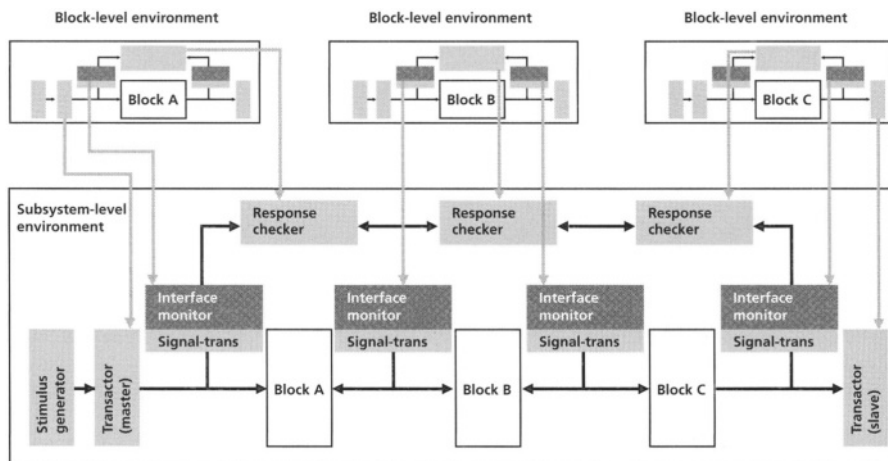 Block-level environment
Block-level environment
Block-level environment
Block A
Block B
Block C
Subsystem-level
environment
Response
checker
Response
checker
Response
checker
Interface
monitor
Signal-trans
Interface
monitor
Signal-trans
Interface
monitor
Signal-trans
Interface
monitor
Signal-trans
Stimulus
generator
Transactor
(master)
Block A
Block B
Block C
Transactor
(slave)